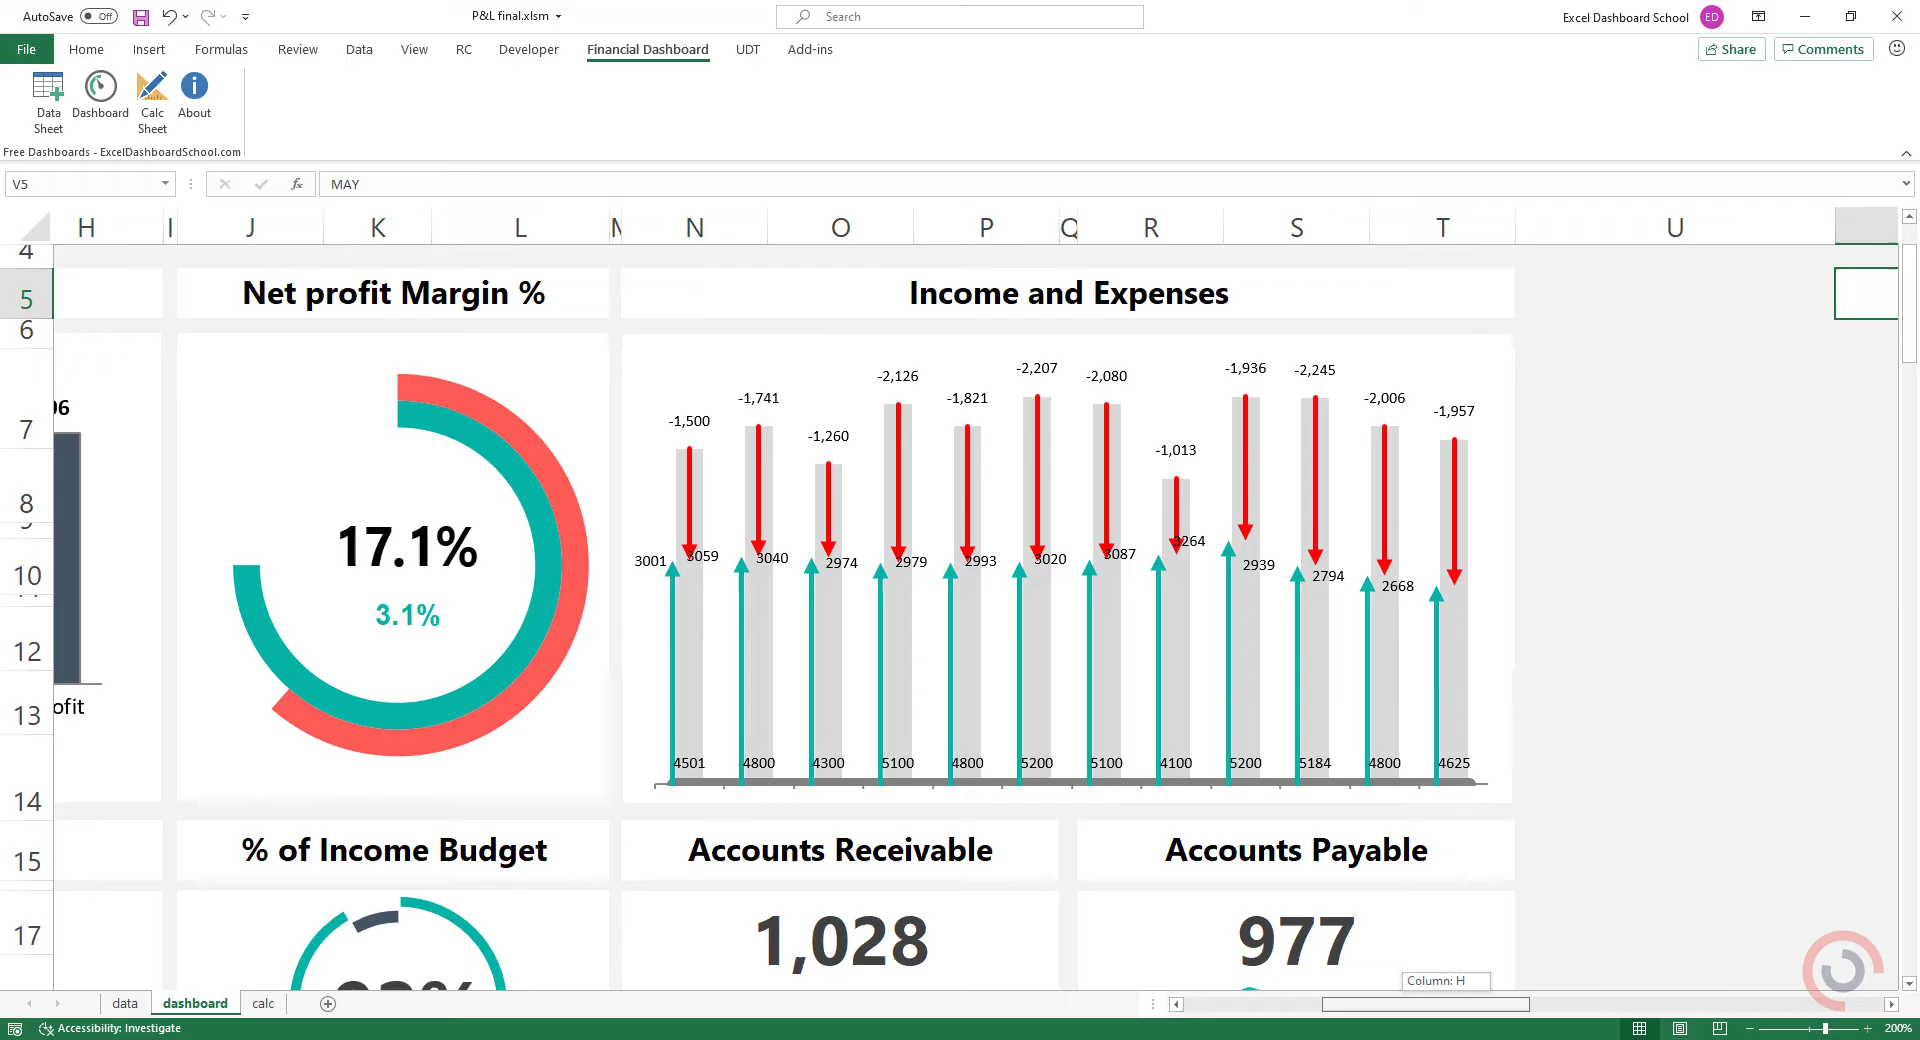 AutoSave Off P&L final.xlsm Search Excel Dashboard School ED
File Home Insert Formulas Review Data View RC Developer Financial Dashboard UDT Add-ins Share Comments
Data Sheet
Dashboard
Calc Sheet
About
Free Dashboards - ExcelDashboardSchool.com
V5 fx MAY
H I J K L N O P Q R S T U
4
5
6
7
8
10
12
13
14
15
17
Net profit Margin %
Income and Expenses
17.1%
3.1%
ofit
-1,500 -1,741 -1,260 -2,126 -1,821 -2,207 -2,080 -1,013 -1,936 -2,245 -2,006 -1,957
3001 3059 3040 2974 2979 2993 3020 3087 3264 2939 2794 2668
4501 4800 4300 5100 4800 5200 5100 4100 5200 5184 4800 4625
% of Income Budget
Accounts Receivable
Accounts Payable
1,028
977
Column: H
data dashboard calc
Accessibility: Investigate
200%